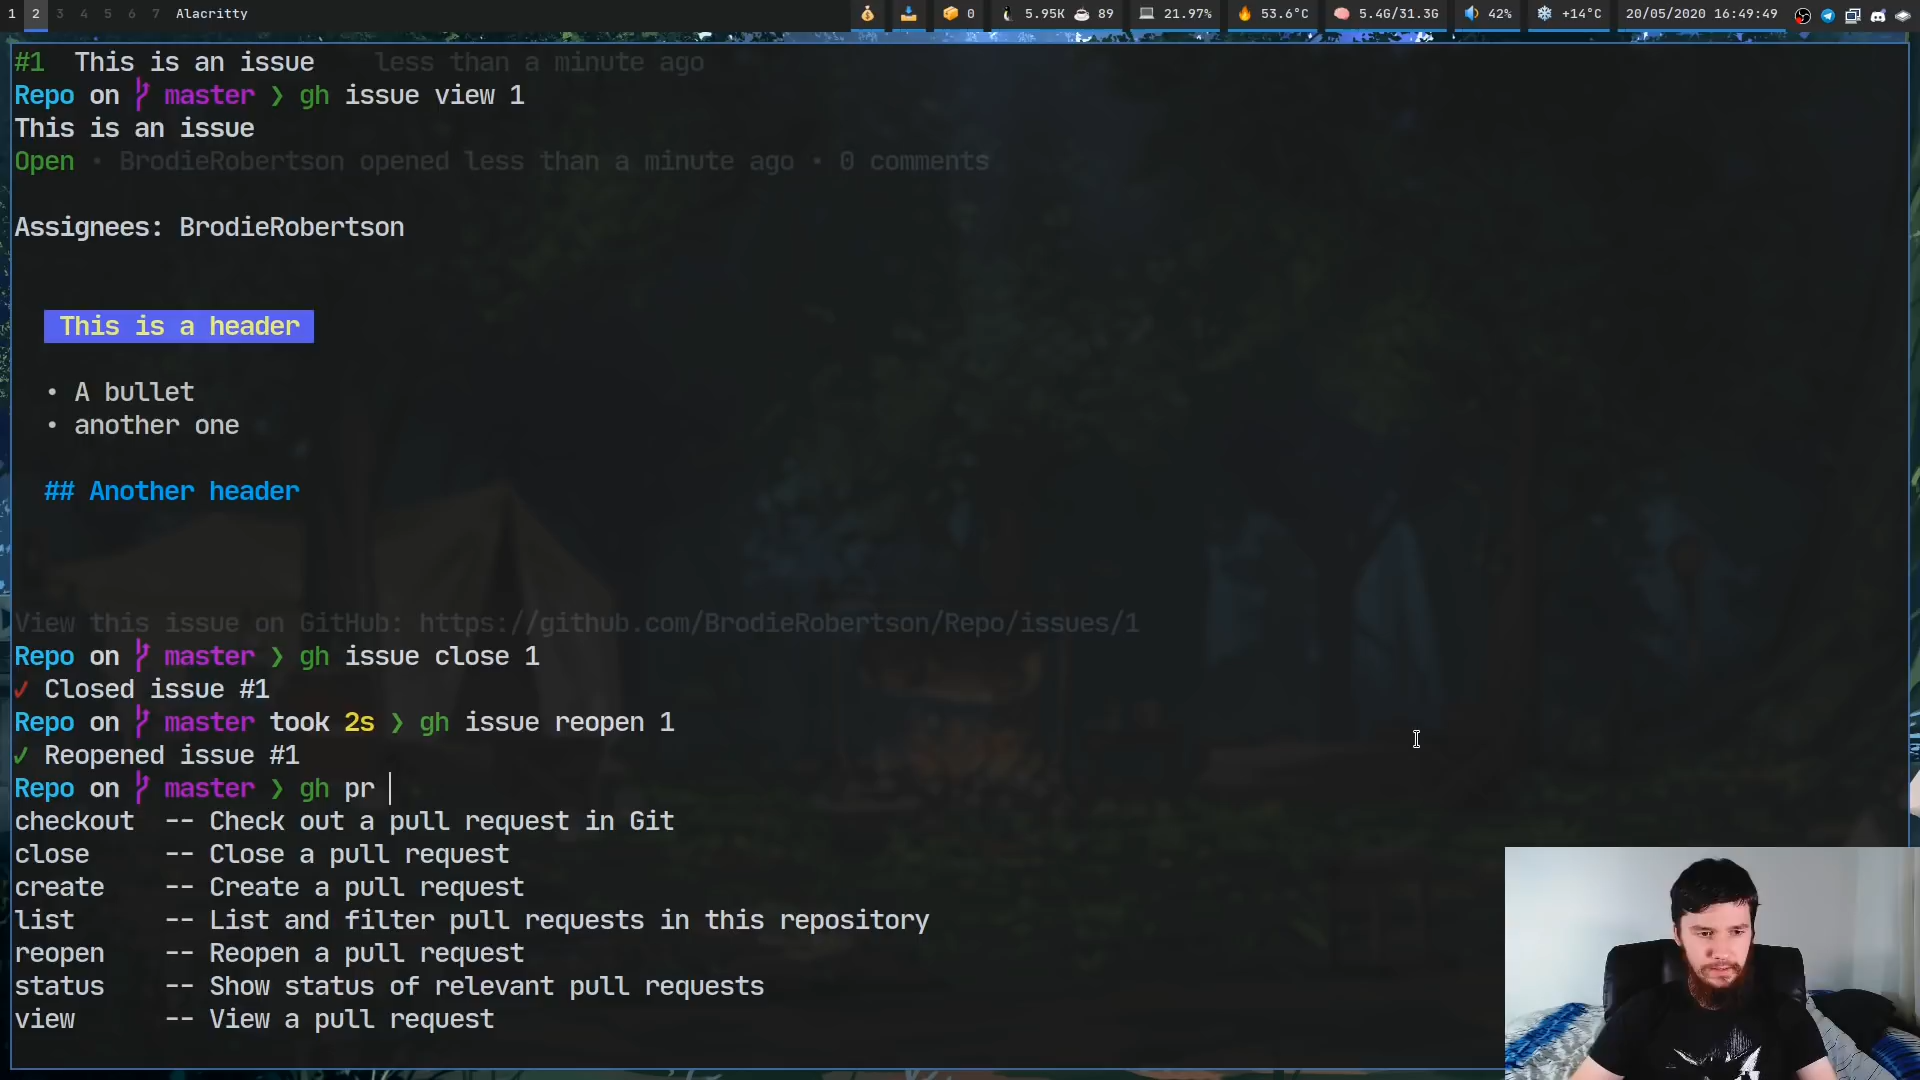 1 2 3 4 5 6 7 Alacritty 0 5.95K 89 21.97% 53.6°C 5.4G/31.3G 42% +14°C 20/05/2020 16:49:49
#1 This is an issue less than a minute ago
Repo on master ❯ gh issue view 1
This is an issue
Open • BrodieRobertson opened less than a minute ago • 0 comments
Assignees: BrodieRobertson
This is a header
• A bullet
• another one
## Another header
View this issue on GitHub: https://github.com/BrodieRobertson/Repo/issues/1
Repo on master ❯ gh issue close 1
✓ Closed issue #1
Repo on master took 2s ❯ gh issue reopen 1
✓ Reopened issue #1
Repo on master ❯ gh pr
checkout -- Check out a pull request in Git
close -- Close a pull request
create -- Create a pull request
list -- List and filter pull requests in this repository
reopen -- Reopen a pull request
status -- Show status of relevant pull requests
view -- View a pull request